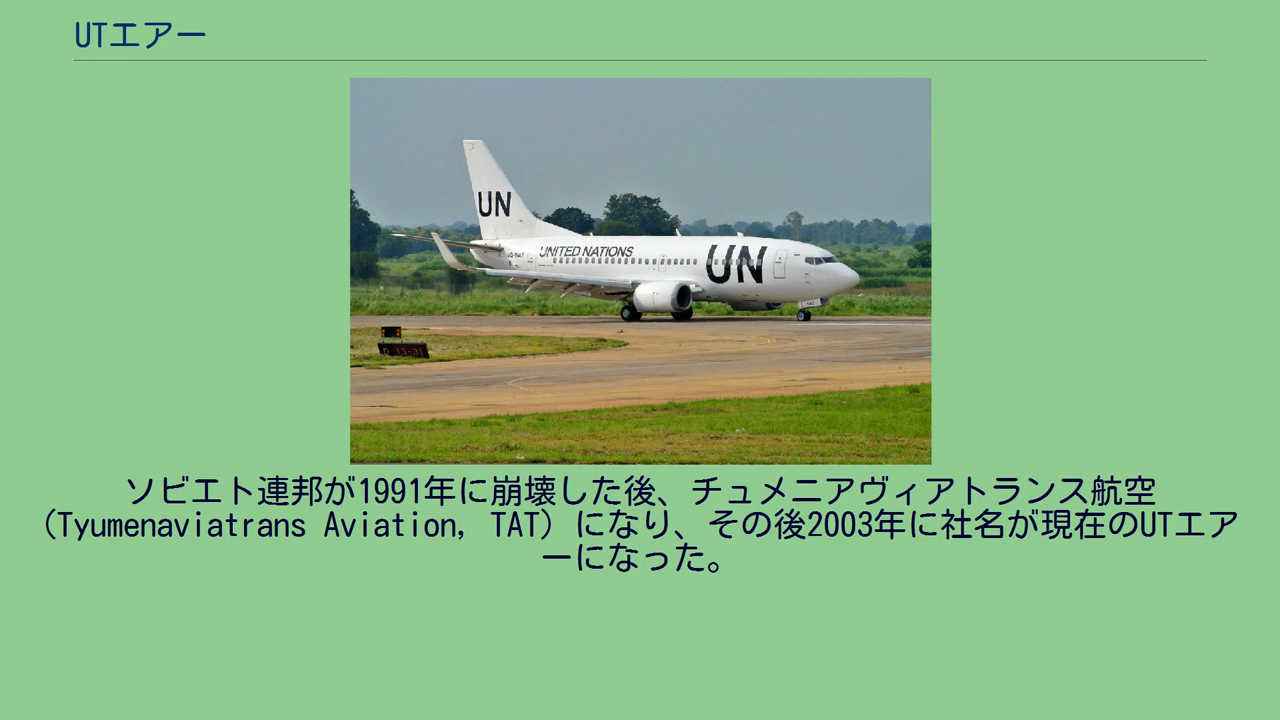 UTエアー
UN
UNITED NATIONS
UN
ソビエト連邦が1991年に崩壊した後、チュメニアヴィアトランス航空
（Tyumenaviatrans Aviation, TAT）になり、その後2003年に社名が現在のUTエア
ーになった。